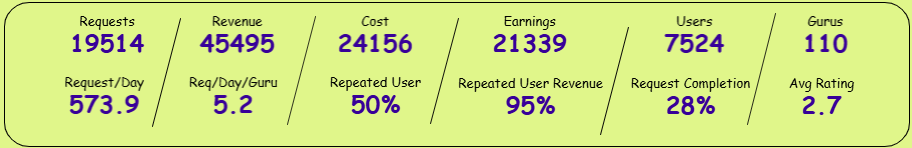 Requests Revenue Cost Earnings Users Gurus
19514 45495 24156 21339 7524 110
Request/Day Req/Day/Guru Repeated User Repeated User Revenue Request Completion Avg Rating
573.9 5.2 50% 95% 28% 2.7